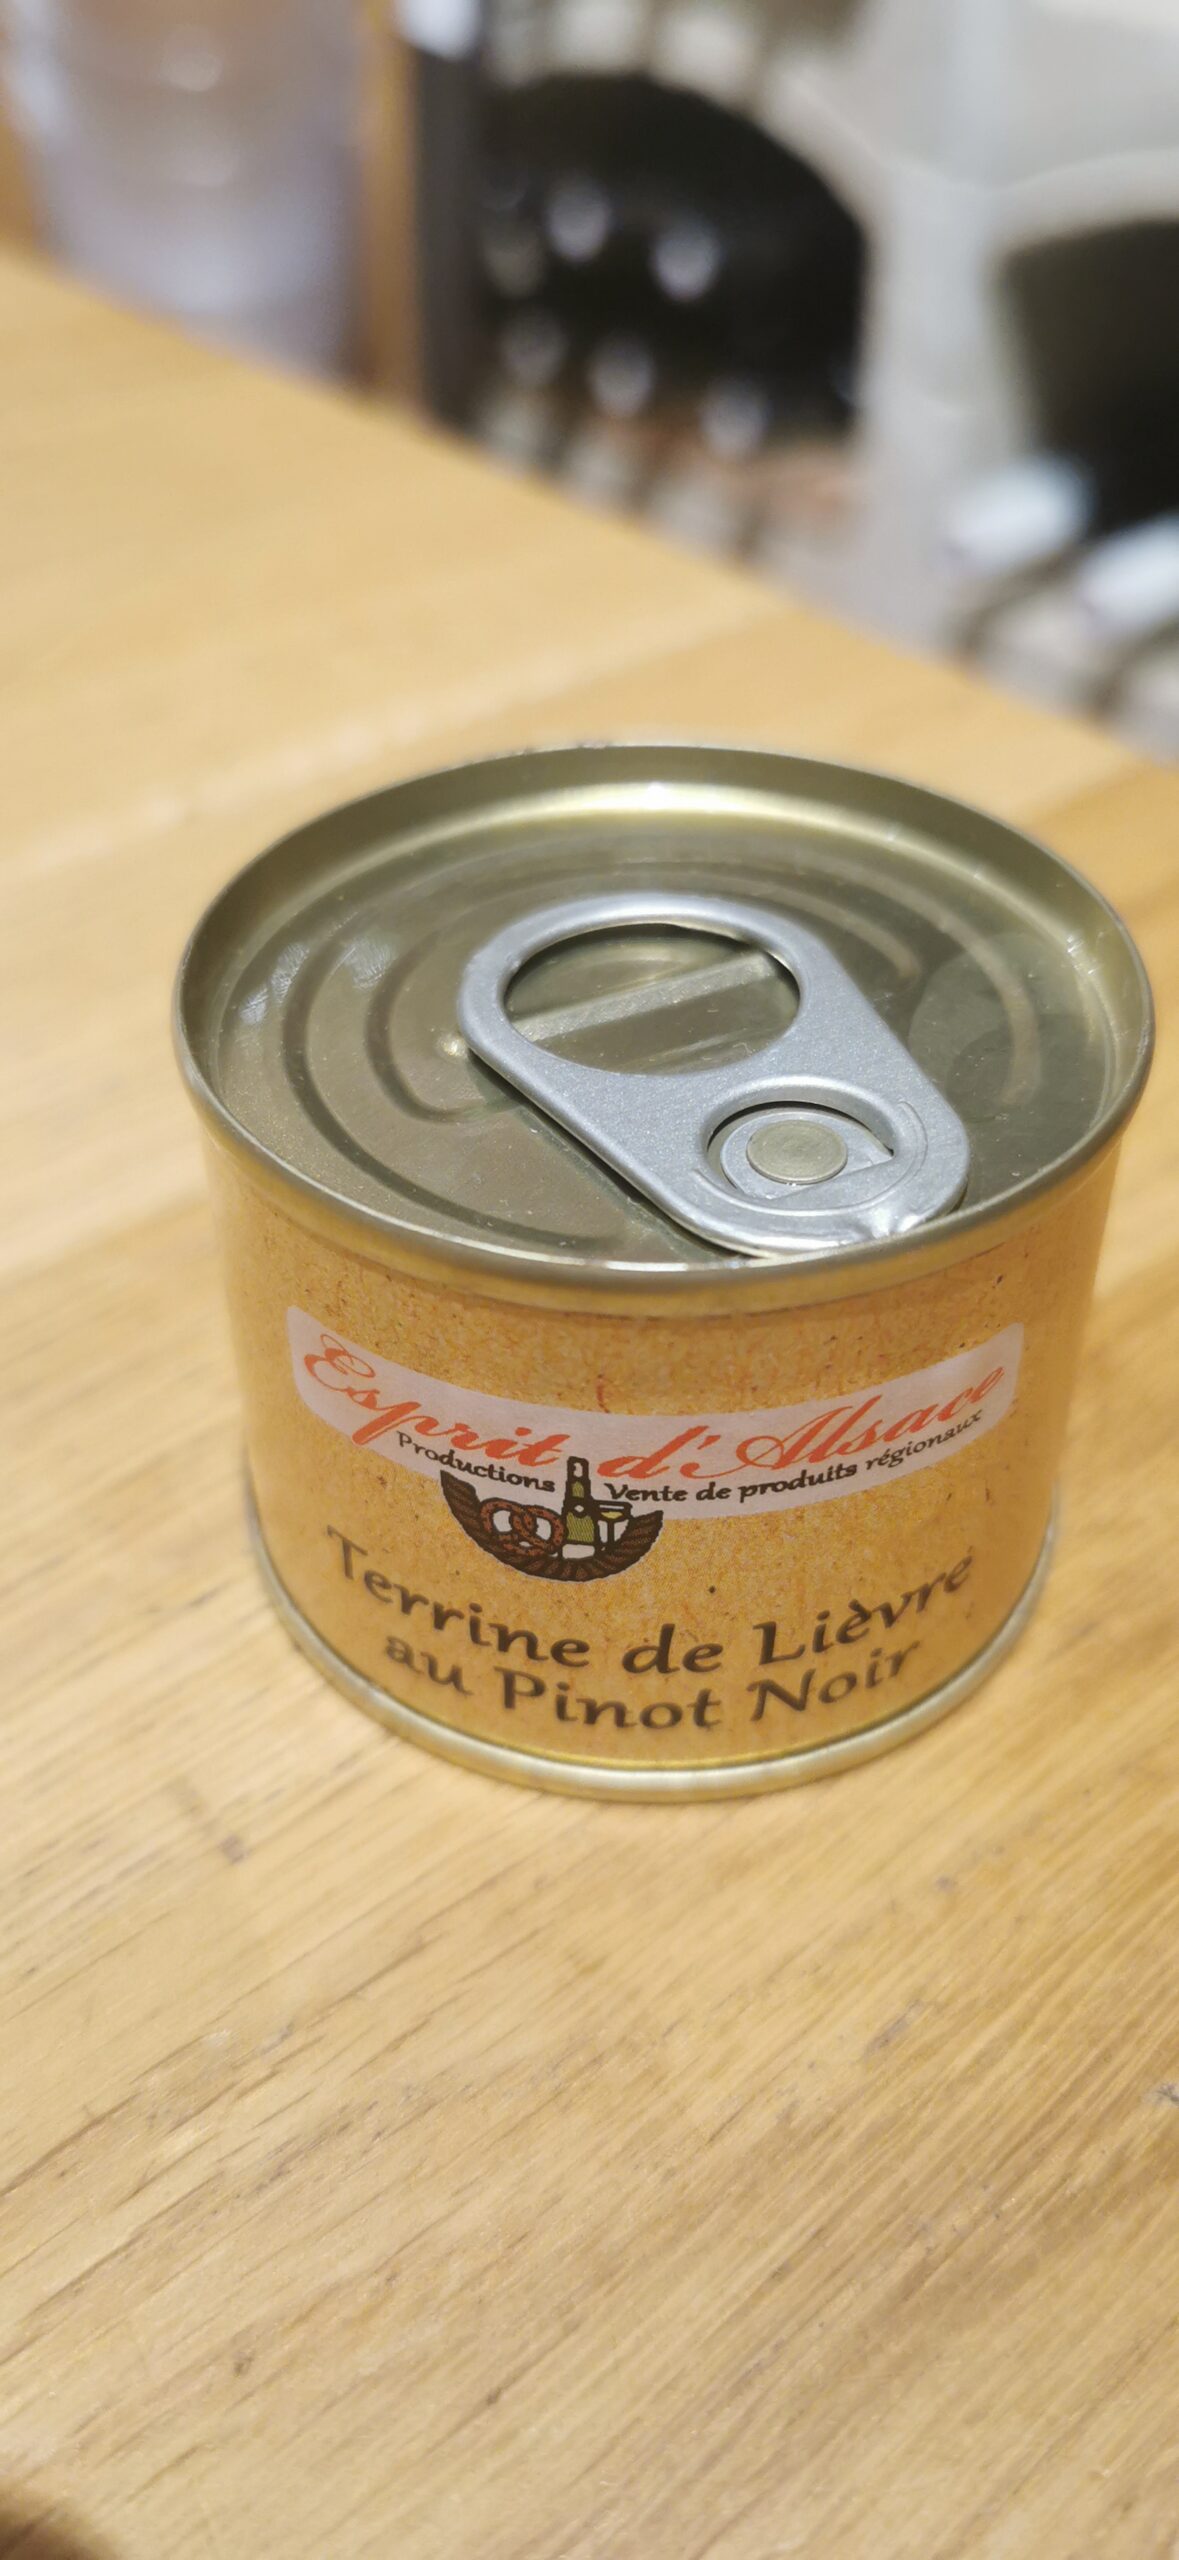 Esprit d'Alsace
Productions Vente de produits régionaux
Terrine de Lièvre
au Pinot Noir